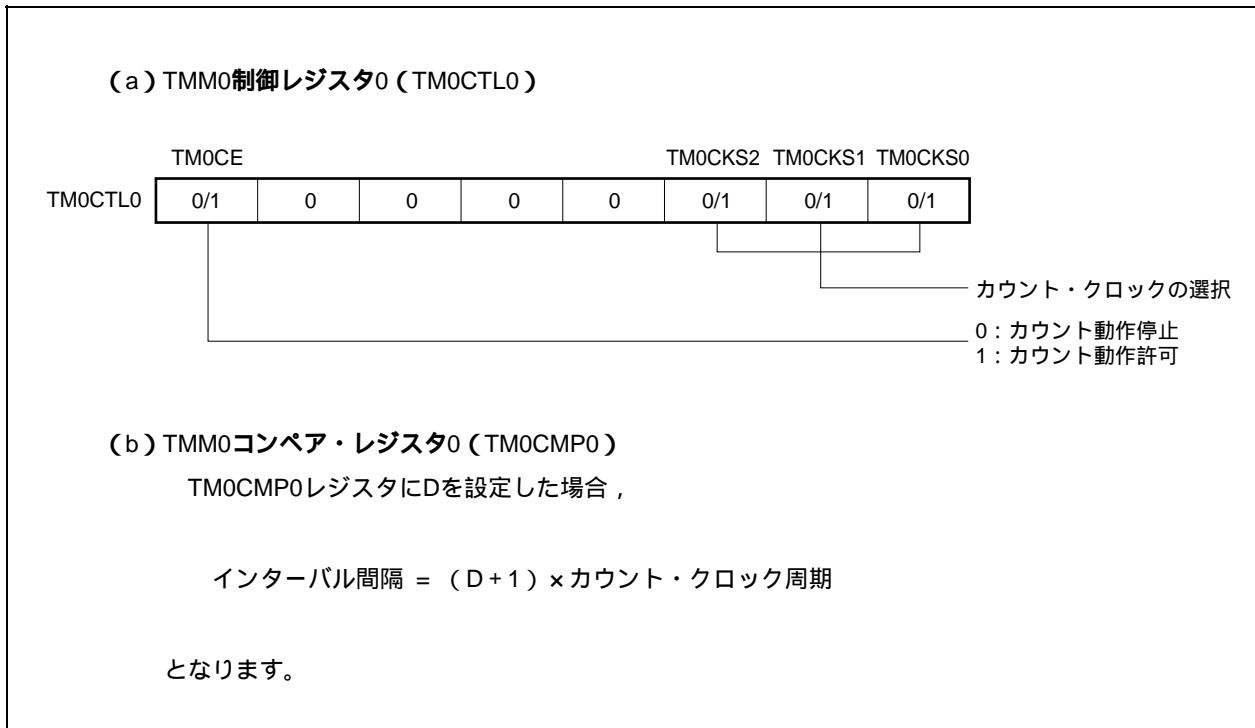 （a）TMM0制御レジスタ0（TM0CTL0）
TM0CE TM0CKS2 TM0CKS1 TM0CKS0
TM0CTL0 0/1 0 0 0 0 0/1 0/1 0/1
カウント・クロックの選択
0：カウント動作停止
1：カウント動作許可
（b）TMM0コンペア・レジスタ0（TM0CMP0）
TM0CMP0レジスタにDを設定した場合，
インターバル間隔 = （D+1）×カウント・クロック周期
となります。